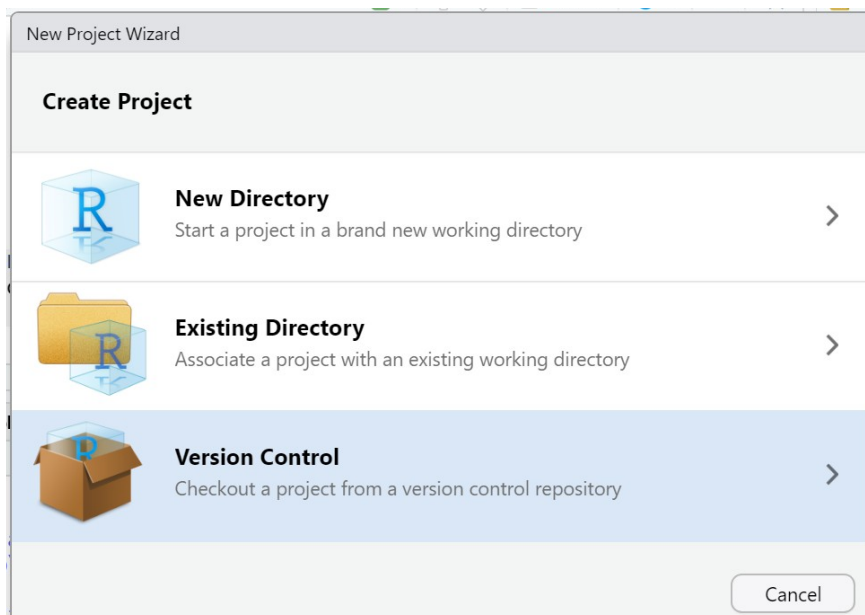 New Project Wizard
Create Project
R
New Directory
Start a project in a brand new working directory
R
Existing Directory
Associate a project with an existing working directory
R
Version Control
Checkout a project from a version control repository
Cancel